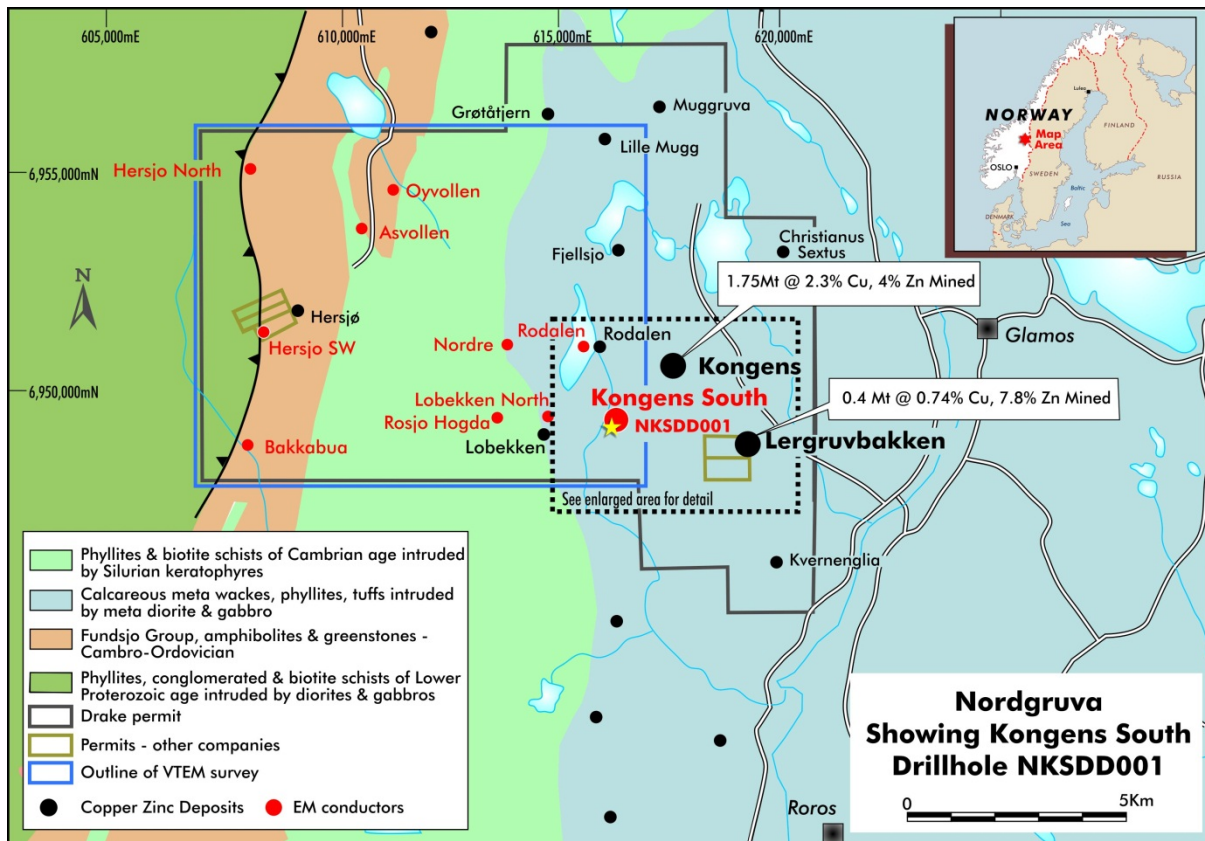 605,000mE
610,000mE
615,000mE
620,000mE
6,955,000mN
6,950,000mN
N
Grøtåtjern
Muggruva
Lille Mugg
Hersjo North
Oyvollen
Asvollen
Fjellsjo
Christianus
Sextus
1.75Mt @ 2.3% Cu, 4% Zn Mined
Hersjø
Hersjo SW
Nordre
Rodalen
Rodalen
Kongens
Glamos
0.4 Mt @ 0.74% Cu, 7.8% Zn Mined
Lobekken North
Rosjo Hogda
Kongens South
NKSDD001
Lobekken
Lergruvbakken
Bakkabua
See enlarged area for detail
Kvernenglia
Roros
NORWAY
Map
Area
OSLO
SWEDEN
FINLAND
Lulea
RUSSIA
Baltic
Sea
DENMARK
Phyllites & biotite schists of Cambrian age intruded
by Silurian keratophyres
Calcareous meta wackes, phyllites, tuffs intruded
by meta diorite & gabbro
Fundsjo Group, amphibolites & greenstones -
Cambro-Ordovician
Phyllites, conglomerated & biotite schists of Lower
Proterozoic age intruded by diorites & gabbros
Drake permit
Permits - other companies
Outline of VTEM survey
Copper Zinc Deposits
EM conductors
Nordgruva
Showing Kongens South
Drillhole NKSDD001
0
5Km